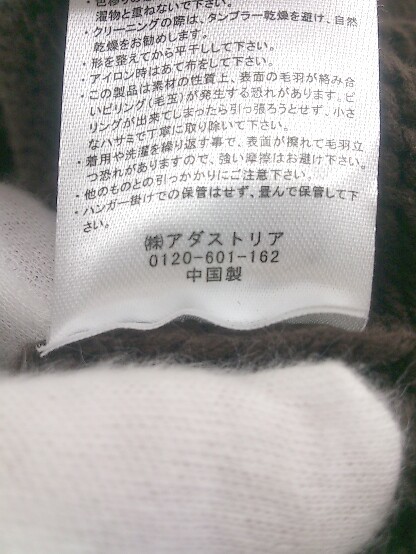 湿物と重ねないで下さい。
・クリーニングの際は、タンブラー乾燥を避け、自然
乾燥をお勧めします。
・形を整えてから平干しして下さい。
・アイロン時はあて布をして下さい。
・この製品は素材の性質上、表面の毛羽が絡み合
いピリング(毛玉)が発生する恐れがあります。ピ
リングが出来てしまったら引っ張ろうとせず、小さ
なハサミで丁寧に取り除いて下さい。
・着用や洗濯を繰り返す事で、表面が擦れて毛羽立
つ恐れがありますので、強い摩擦はお避け下さい。
・他のものとの引っかかりにご注意下さい。
・ハンガー掛けでの保管はせず、畳んで保管して下
さい。
㈱アダストリア
0120-601-162
中国製